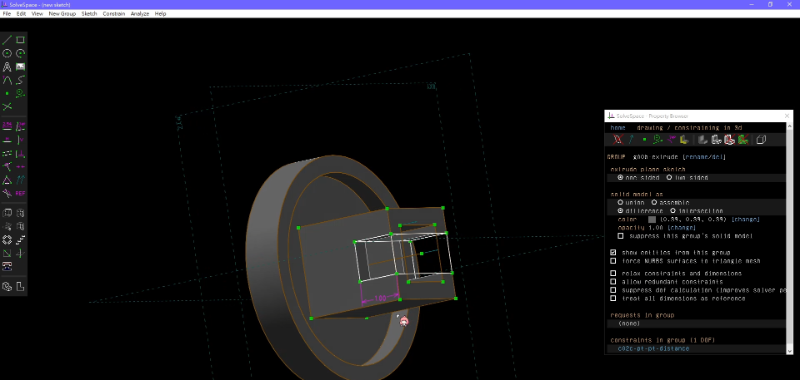 SolveSpace - (new sketch)
File Edit View New Group Sketch Constrain Analyze Help
SolveSpace - Property Browser
home drawing / constraining in 3d
GROUP g00b extrude [rename/del]
extrude plane sketch
one sided two sided
solid model as
union assemble
difference intersection
color (0.59, 0.59, 0.59) [change]
opacity 1.00 [change]
suppress this group's solid model
show entities from this group
force NURBS surfaces to triangle mesh
relax constraints and dimensions
allow redundant constraints
suppress dof calculation (improves solver pe
treat all dimensions as reference
requests in group
(none)
constraints in group (1 DOF)
c02c-pt-pt-distance